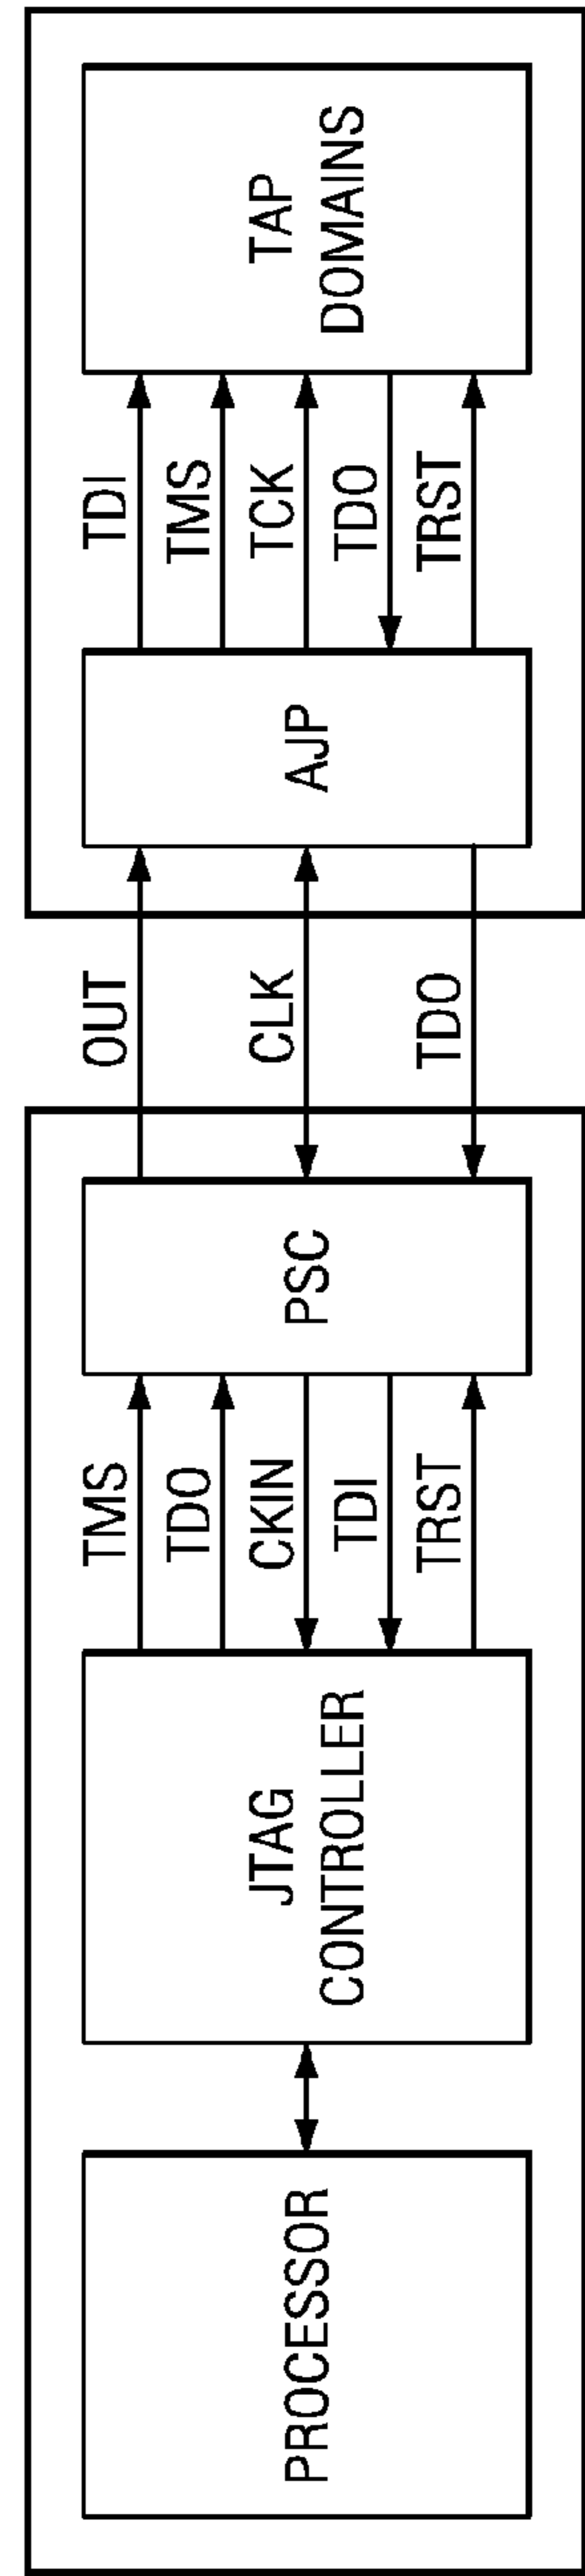 PROCESSOR
JTAG
CONTROLLER
TMS
TDO
CKIN
TDI
TRST
PSC
OUT
CLK
TDO
AJP
TDI
TMS
TCK
TDO
TRST
TAP
DOMAINS